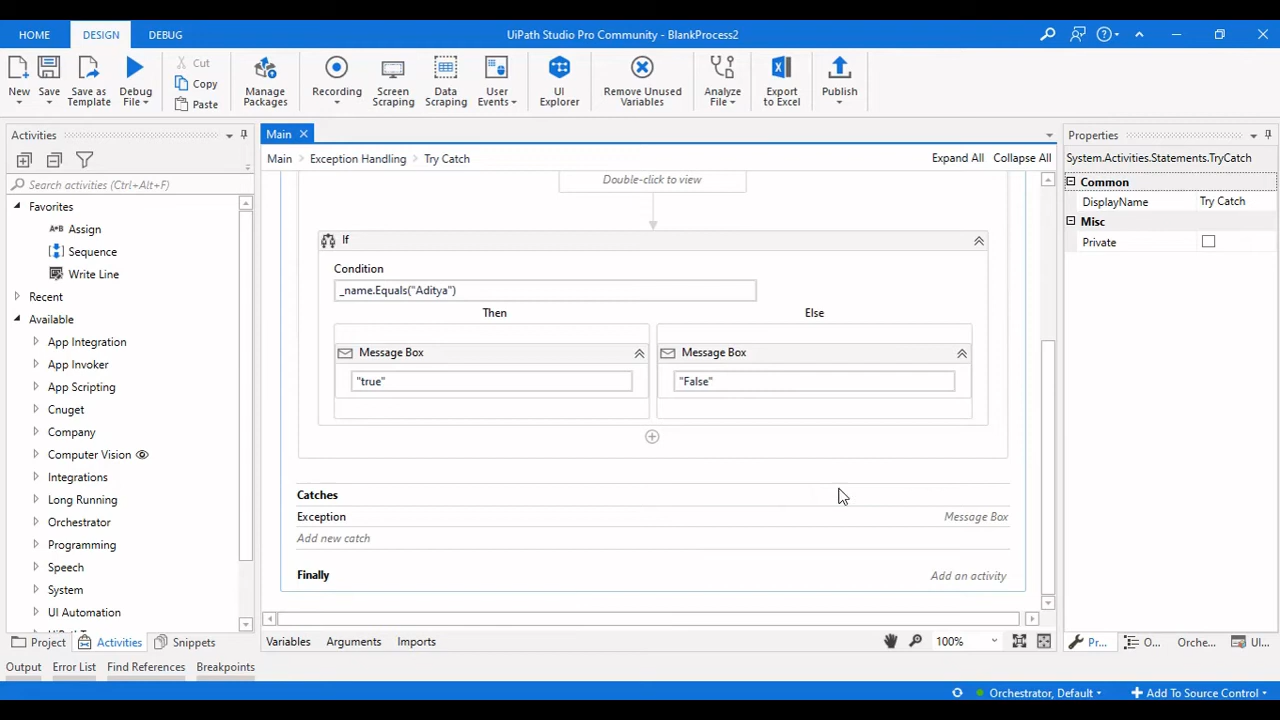 HOME DESIGN DEBUG UiPath Studio Pro Community - BlankProcess2
New Save Save as Template Debug File Cut Copy Paste Manage Packages Recording Screen Scraping Data Scraping User Events UI Explorer Remove Unused Variables Analyze File Export to Excel Publish
Activities
Search activities (Ctrl+Alt+F)
Favorites
A+B Assign
Sequence
Write Line
Recent
Available
App Integration
App Invoker
App Scripting
Cnuget
Company
Computer Vision
Integrations
Long Running
Orchestrator
Programming
Speech
System
UI Automation
Project Activities Snippets
Main
Main > Exception Handling > Try Catch Expand All Collapse All
Double-click to view
If
Condition
_name.Equals("Aditya")
Then Else
Message Box Message Box
"true" "False"
Catches
Exception Message Box
Add new catch
Finally Add an activity
Variables Arguments Imports 100%
Properties
System.Activities.Statements.TryCatch
Common
DisplayName Try Catch
Misc
Private
Pr... O... Orche... UI...
Output Error List Find References Breakpoints
Orchestrator, Default Add To Source Control